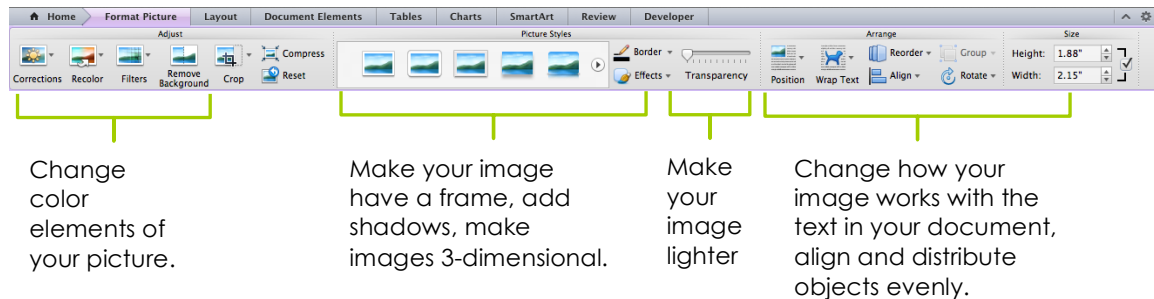 Home Format Picture Layout Document Elements Tables Charts SmartArt Review Developer
Adjust Picture Styles Arrange Size
Corrections Recolor Filters Remove Background Crop Compress Reset
Border Effects Transparency
Position Wrap Text Reorder Align Group Rotate
Height: 1.88"
Width: 2.15"
Change
color
elements of
your picture.
Make your image
have a frame, add
shadows, make
images 3-dimensional.
Make
your
image
lighter
Change how your
image works with the
text in your document,
align and distribute
objects evenly.